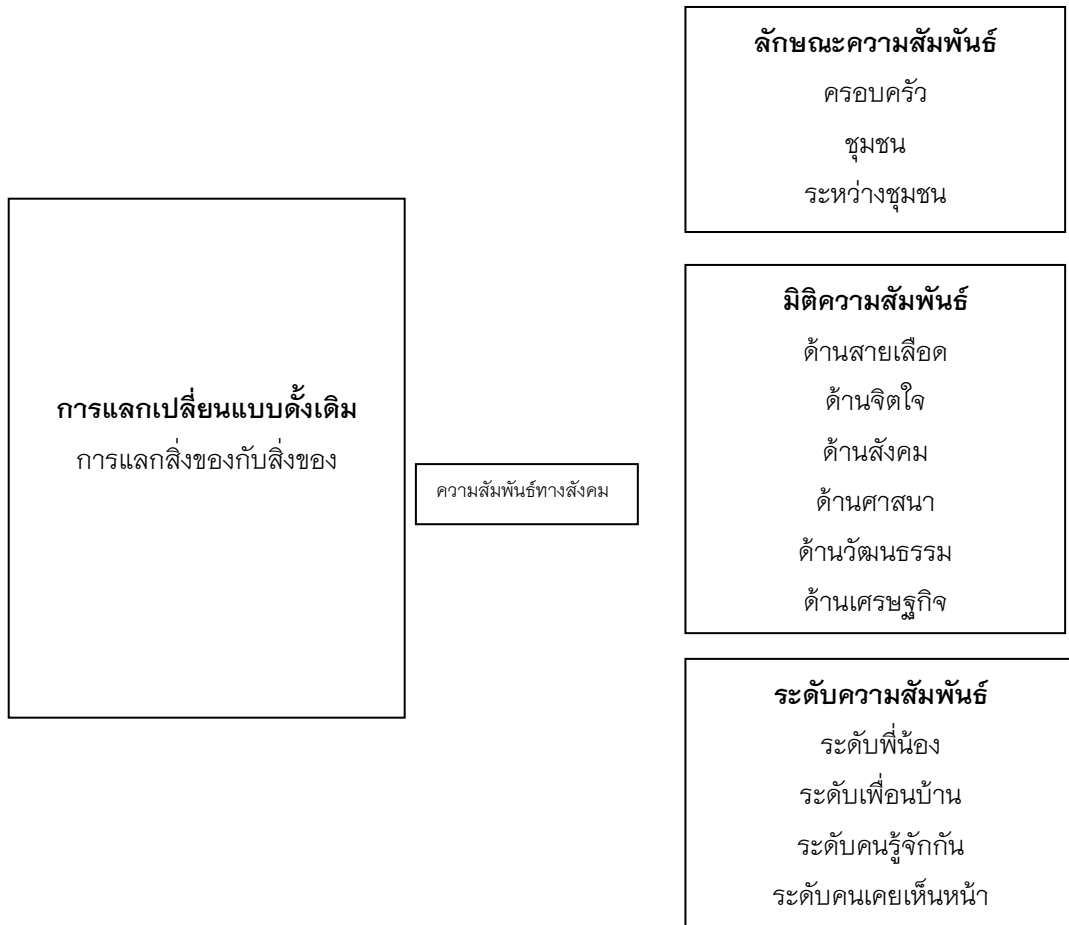 การแลกเปลี่ยนแบบดั้งเดิม
การแลกสิ่งของกับสิ่งของ
ความสัมพันธ์ทางสังคม
ลักษณะความสัมพันธ์
ครอบครัว
ชุมชน
ระหว่างชุมชน
มิติความสัมพันธ์
ด้านสายเลือด
ด้านจิตใจ
ด้านสังคม
ด้านศาสนา
ด้านวัฒนธรรม
ด้านเศรษฐกิจ
ระดับความสัมพันธ์
ระดับพี่น้อง
ระดับเพื่อนบ้าน
ระดับคนรู้จักกัน
ระดับคนเคยเห็นหน้า